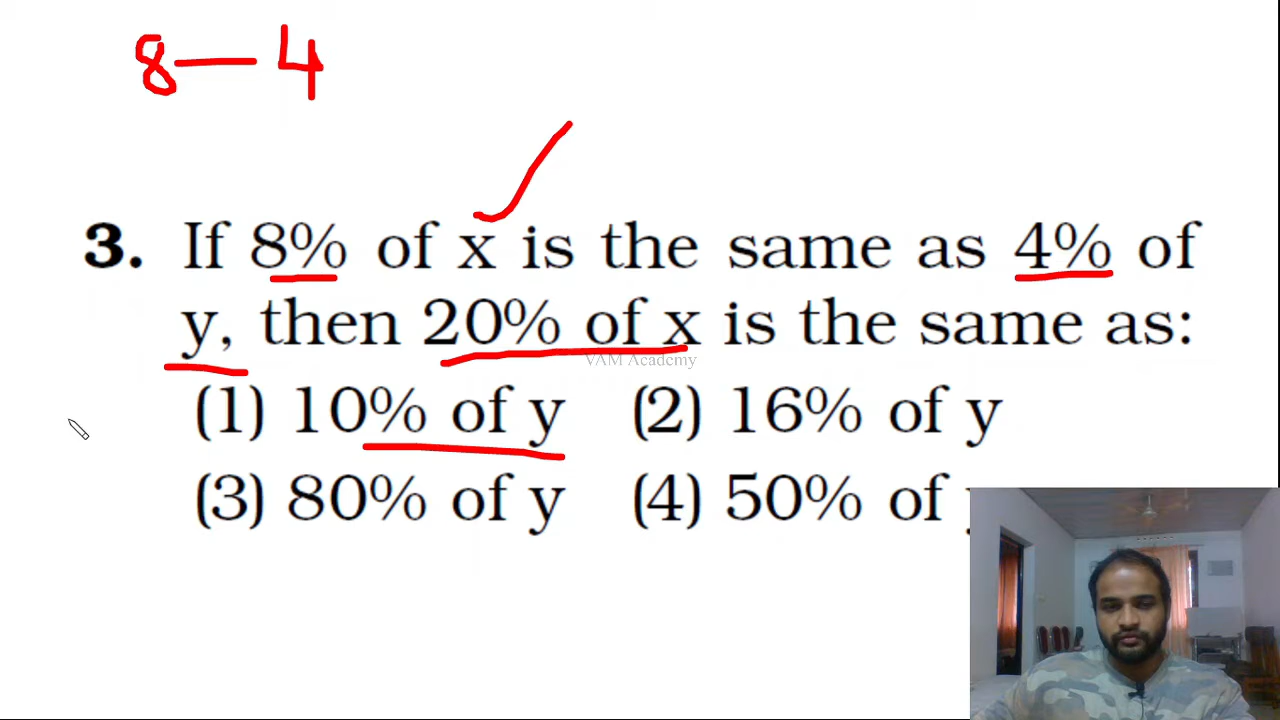 8 — 4
3. If 8% of x is the same as 4% of
y, then 20% of x is the same as:
VAM Academy
(1) 10% of y (2) 16% of y
(3) 80% of y (4) 50% of